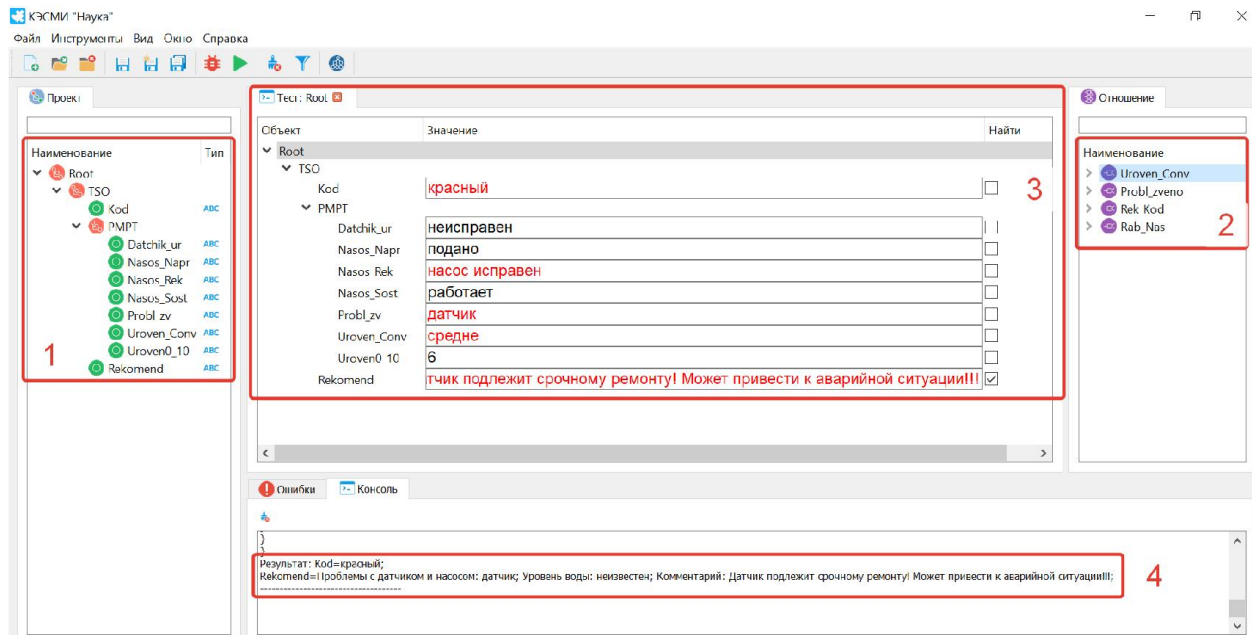 КЭСМИ "Наука"
Файл Инструменты Вид Окно Справка
Проект
Наименование Тип
Root
TSO
Kod ABC
PMPT
Datchik_ur ABC
Nasos_Napr ABC
Nasos_Rek ABC
Nasos_Sost ABC
Probl_zv ABC
Uroven_Conv ABC
Uroven0_10 ABC
Rekomend ABC
1
Тест: Root
Объект Значение Найти
Root
TSO
Kod красный
PMPT
Datchik_ur неисправен
Nasos_Napr подано
Nasos_Rek насос исправен
Nasos_Sost работает
Probl_zv датчик
Uroven_Conv средне
Uroven0_10 6
Rekomend тчик подлежит срочному ремонту! Может привести к аварийной ситуации!!!
3
Отношение
Наименование
Uroven_Conv
Probl_zveno
Rek_Kod
Rab_Nas
2
Ошибки Консоль
}
}
Результат: Kod=красный;
Rekomend=Проблемы с датчиком и насосом: датчик; Уровень воды: неизвестен; Комментарий: Датчик подлежит срочному ремонту! Может привести к аварийной ситуации!!!;
------------------------------------
4